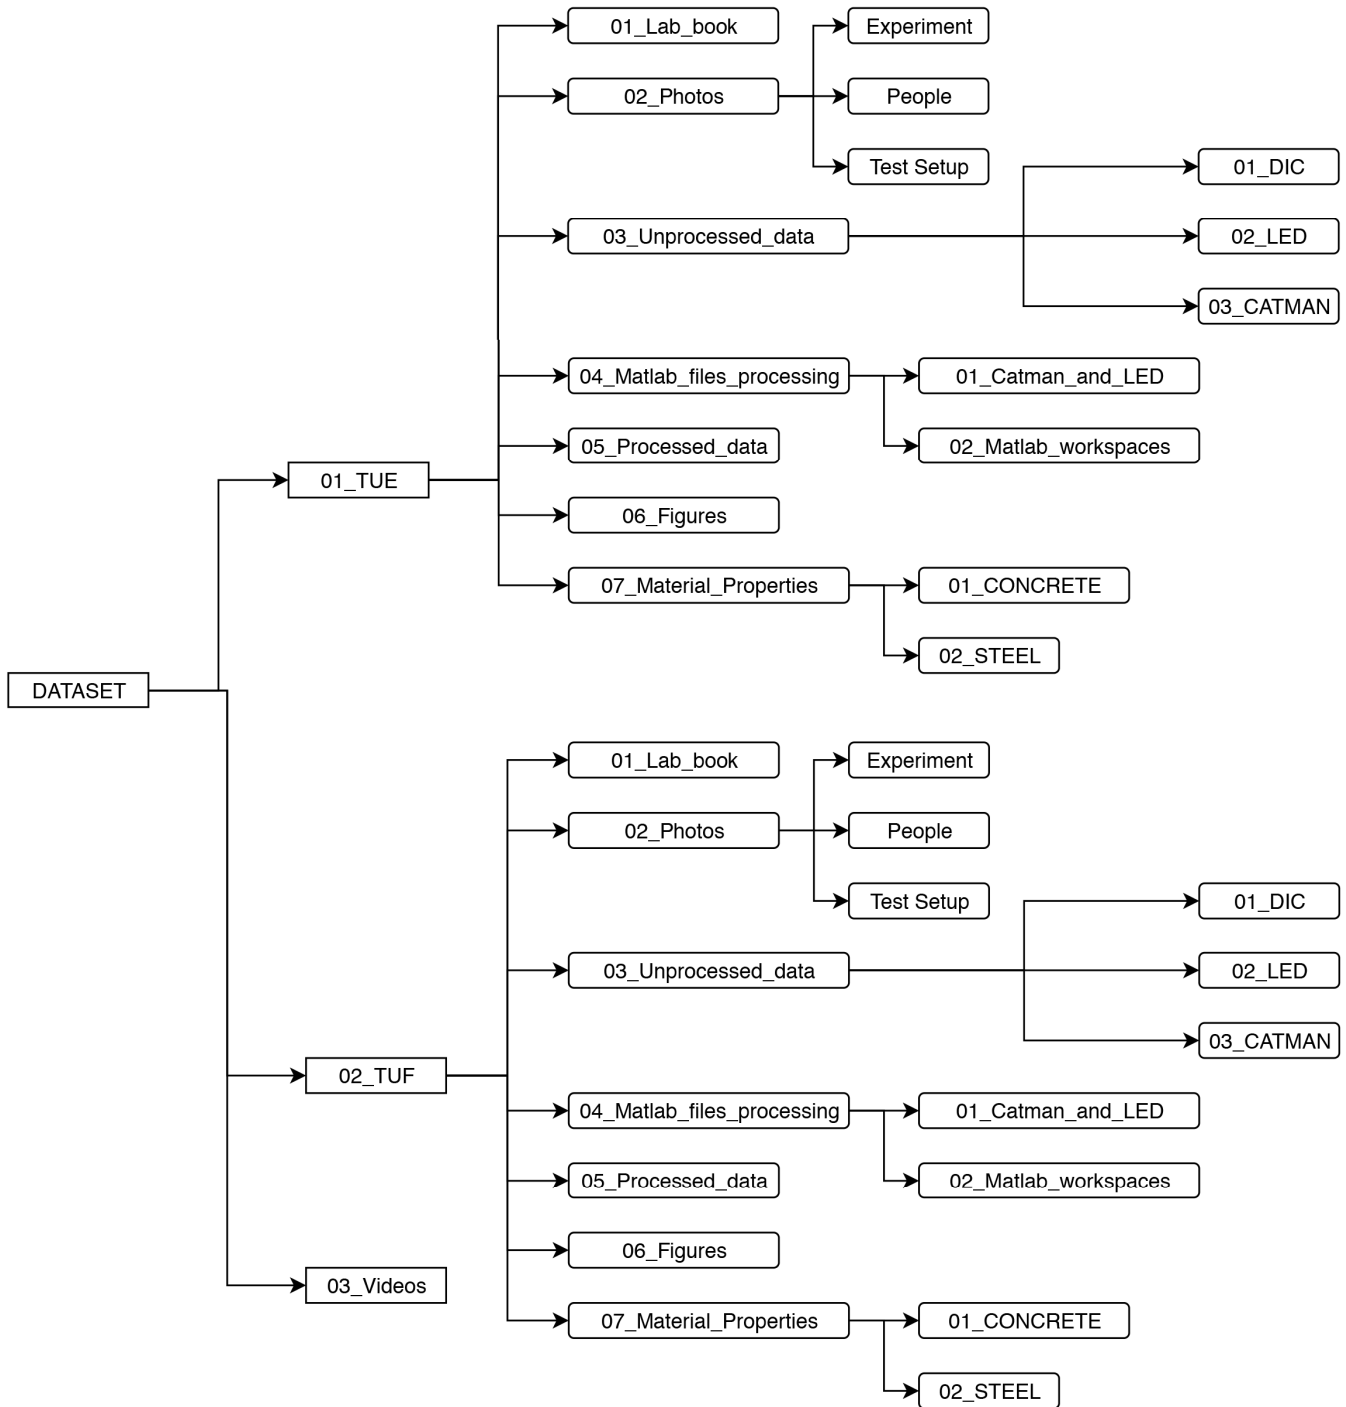 01_Lab_book
Experiment
02_Photos
People
Test Setup
01_DIC
03_Unprocessed_data
02_LED
03_CATMAN
04_Matlab_files_processing
01_Catman_and_LED
05_Processed_data
02_Matlab_workspaces
01_TUE
06_Figures
07_Material_Properties
01_CONCRETE
02_STEEL
DATASET
01_Lab_book
Experiment
02_Photos
People
Test Setup
01_DIC
03_Unprocessed_data
02_LED
03_CATMAN
02_TUF
04_Matlab_files_processing
01_Catman_and_LED
05_Processed_data
02_Matlab_workspaces
06_Figures
03_Videos
07_Material_Properties
01_CONCRETE
02_STEEL